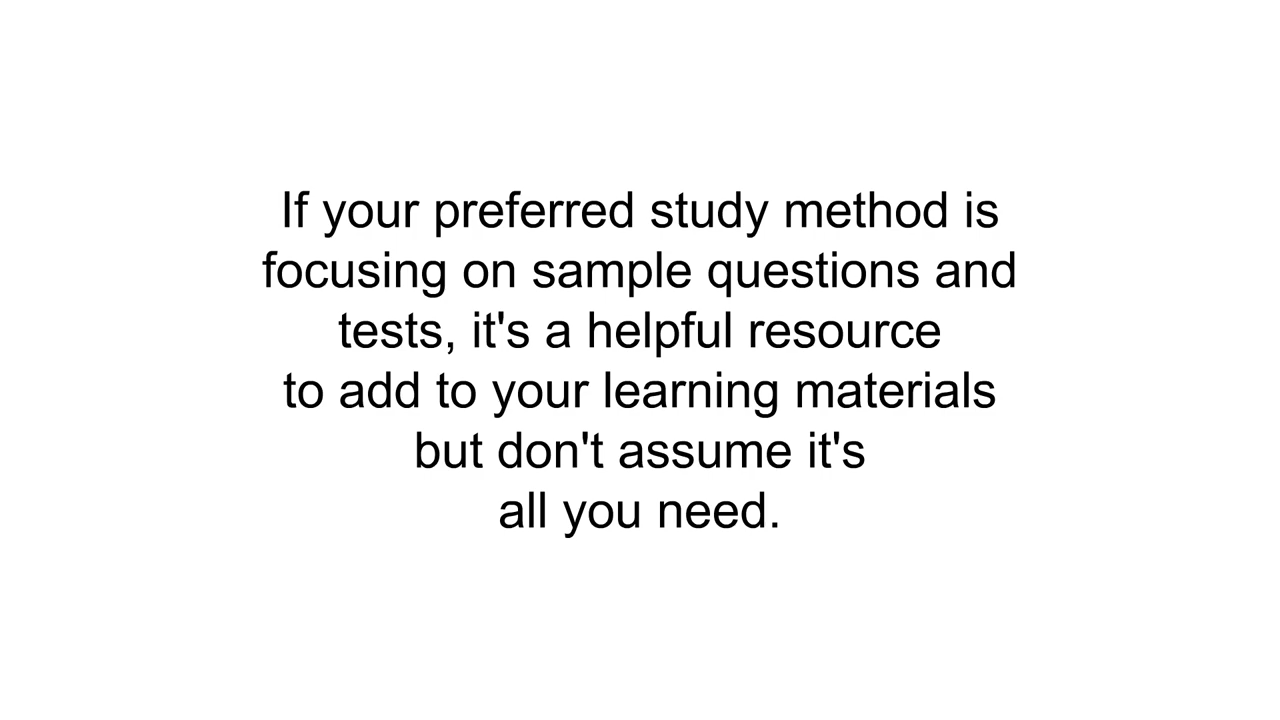 If your preferred study method is
focusing on sample questions and
tests, it's a helpful resource
to add to your learning materials
but don't assume it's
all you need.